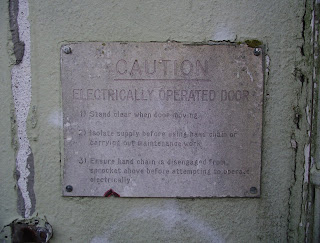 CAUTION
ELECTRICALLY OPERATED DOOR
1) Stand clear when door moving.
2) Isolate supply before using hand chain or
carrying out maintenance work.
3) Ensure hand chain is disengaged from
sprocket above before attempting to operate
electrically.